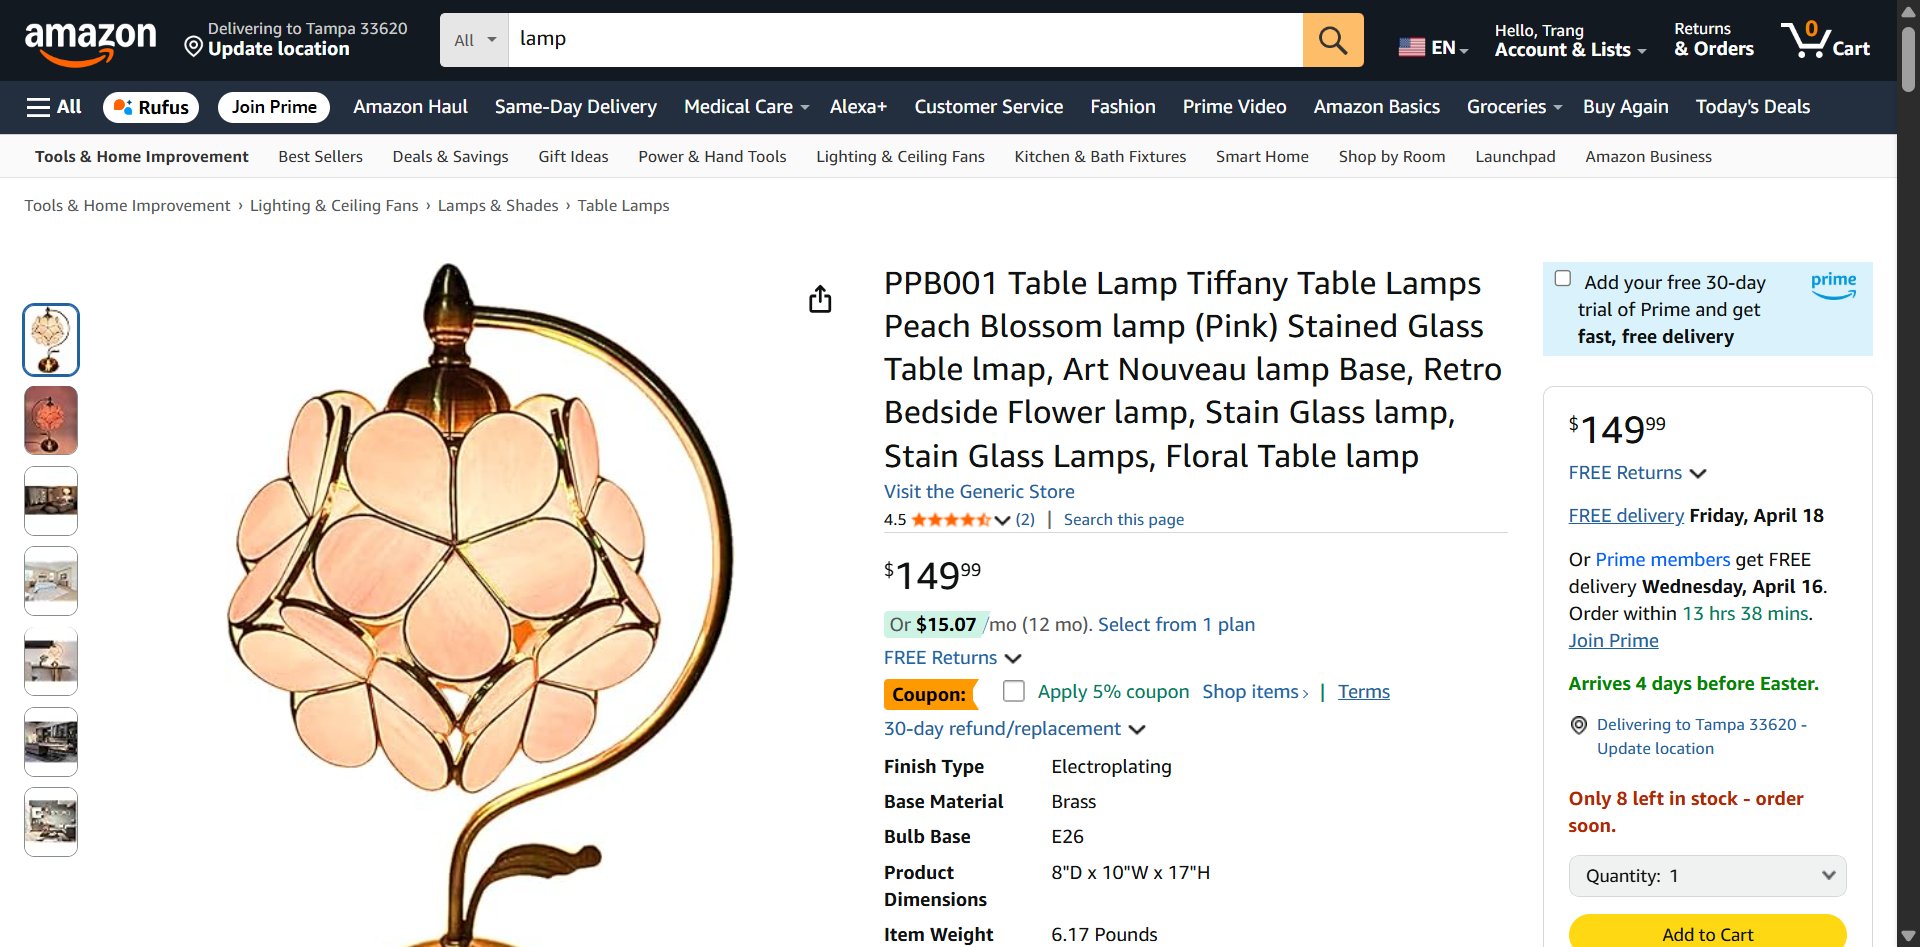 amazon
Delivering to Tampa 33620
Update location
All
lamp
EN
Hello, Trang
Account & Lists
Returns
& Orders
0
Cart
All
Rufus
Join Prime
Amazon Haul
Same-Day Delivery
Medical Care
Alexa+
Customer Service
Fashion
Prime Video
Amazon Basics
Groceries
Buy Again
Today's Deals
Tools & Home Improvement
Best Sellers
Deals & Savings
Gift Ideas
Power & Hand Tools
Lighting & Ceiling Fans
Kitchen & Bath Fixtures
Smart Home
Shop by Room
Launchpad
Amazon Business
Tools & Home Improvement › Lighting & Ceiling Fans › Lamps & Shades › Table Lamps
PPB001 Table Lamp Tiffany Table Lamps
Peach Blossom lamp (Pink) Stained Glass
Table lmap, Art Nouveau lamp Base, Retro
Bedside Flower lamp, Stain Glass lamp,
Stain Glass Lamps, Floral Table lamp
Visit the Generic Store
4.5 (2) | Search this page
$149.99
Or $15.07 /mo (12 mo). Select from 1 plan
FREE Returns
Coupon: Apply 5% coupon Shop items › | Terms
30-day refund/replacement
Finish Type Electroplating
Base Material Brass
Bulb Base E26
Product Dimensions 8"D x 10"W x 17"H
Item Weight 6.17 Pounds
Add your free 30-day
trial of Prime and get
fast, free delivery
prime
$149.99
FREE Returns
FREE delivery Friday, April 18
Or Prime members get FREE
delivery Wednesday, April 16.
Order within 13 hrs 38 mins.
Join Prime
Arrives 4 days before Easter.
Delivering to Tampa 33620 -
Update location
Only 8 left in stock - order
soon.
Quantity: 1
Add to Cart